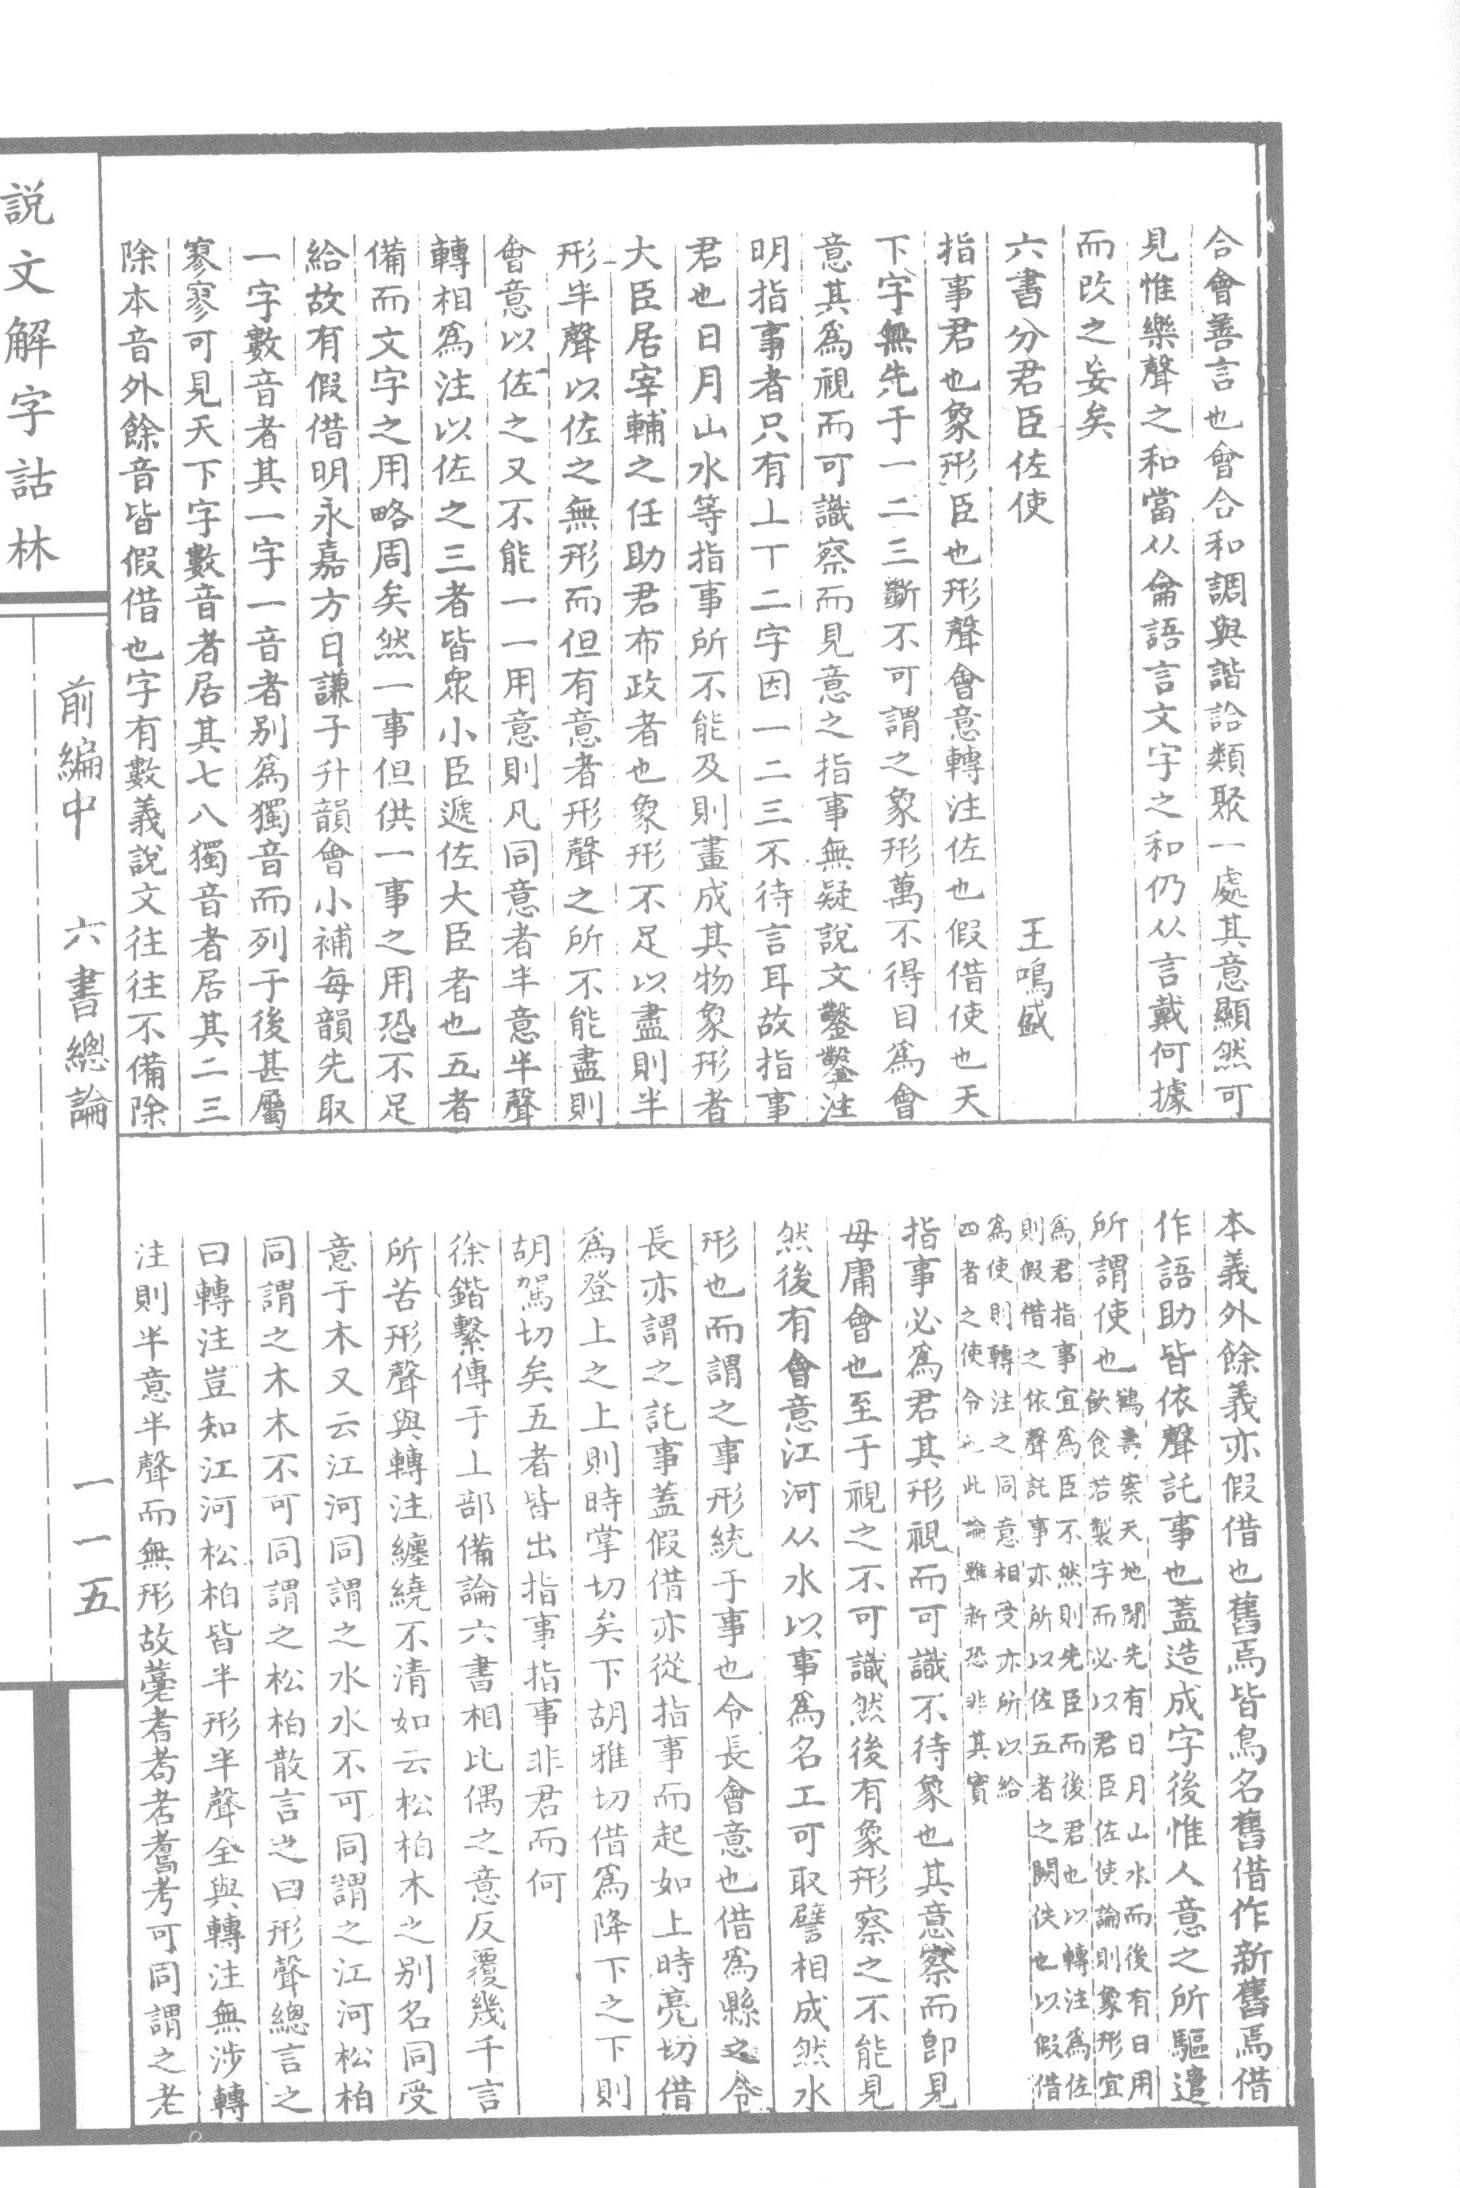 合會善言也會合和調與諧詥類聚一處其意顯然可
見惟樂聲之和當从龠語言文字之和仍从言戴何據
而改之妄矣
六書分君臣佐使　王鳴盛
指事君也象形臣也形聲會意轉注佐也假借使也天
下字無先于一二三斷不可謂之象形萬不得目為會
意其為視而可識察而見意之指事無疑說文鑿鑿注
明指事者只有上丅二字因一二三不待言耳故指事
君也日月山水等指事所不能及則畫成其物象形者
大臣居宰輔之任助君布政者也象形不足以盡則半
形半聲以佐之無形而但有意者形聲之所不能盡則
會意以佐之又不能一一用意則凡同意者半意半聲
轉相為注以佐之三者皆眾小臣遞佐大臣者也五者
備而文字之用略周矣然一事但供一事之用恐不足
給故有假借明永嘉方日謙子升韻會小補每韻先取
一字數音者其一字一音者別為獨音而列于後甚屬
寥寥可見天下字數音者居其七八獨音者居其二三
除本音外餘音皆假借也字有數義說文往往不備除
本義外餘義亦假借也舊焉皆鳥名舊借作新舊焉借
作語助皆依聲託事也蓋造成字後惟人意之所驅遣
所謂使也
鶴壽案天地閒先有日月山水而後有日用
飲食若製字而必以君臣佐使論則象形宜
為君指事宜為臣不然則先臣而後君也以轉注為佐
則假借之依聲託事亦所以佐五者之闕佚也以假借
為使則轉注之同意相受亦所以給
四者之使令也此論雖新恐非其實
指事必為君其形視而可識不待象也其意察而卽見
毋庸會也至于視之不可識然後有象形察之不能見
然後有會意江河从水以事為名工可取譬相成然水
形也而謂之事形統于事也令長會意也借為縣之令
長亦謂之託事蓋假借亦從指事而起如上時亮切借
為登上之上則時掌切矣下胡雅切借為降下之下則
胡駕切矣五者皆出指事指事非君而何
徐鍇繫傳于上部備論六書相比偶之意反覆幾千言
所苦形聲與轉注纏繞不清如云松柏木之別名同受
意于木又云江河同謂之水水不可同謂之江河松柏
同謂之木木不可同謂之松柏散言之曰形聲總言之
曰轉注豈知江河松柏皆半形半聲全與轉注無涉轉
注則半意半聲而無形故耋耆耇耉耆考可同謂之老
說文解字詁林
前編中　六書總論
一一五